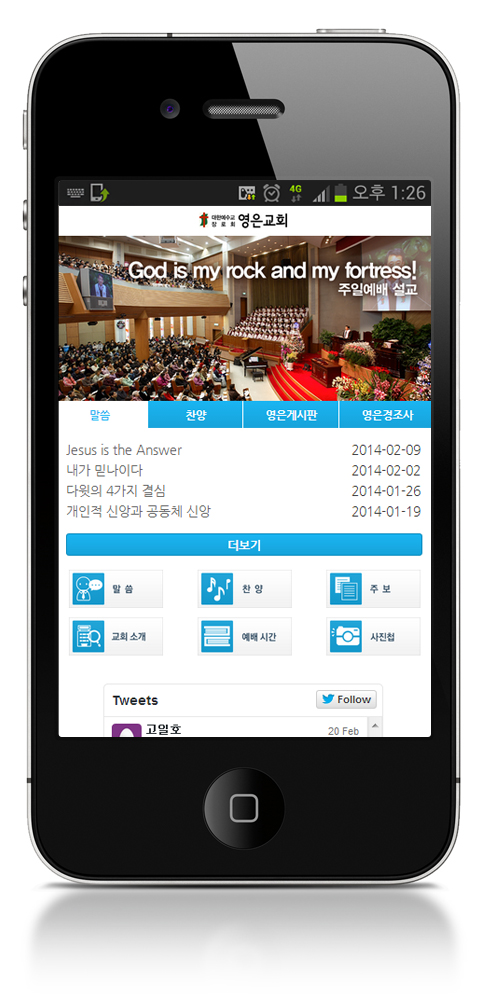 4G 오후 1:26
대한예수교
장로회 영은교회
God is my rock and my fortress!
주일예배 설교
말씀 찬양 영은게시판 영은경조사
Jesus is the Answer 2014-02-09
내가 믿나이다 2014-02-02
다윗의 4가지 결심 2014-01-26
개인적 신앙과 공동체 신앙 2014-01-19
더보기
말 씀 찬 양 주 보
교회 소개 예배 시간 사진첩
Tweets Follow
고일호 20 Feb